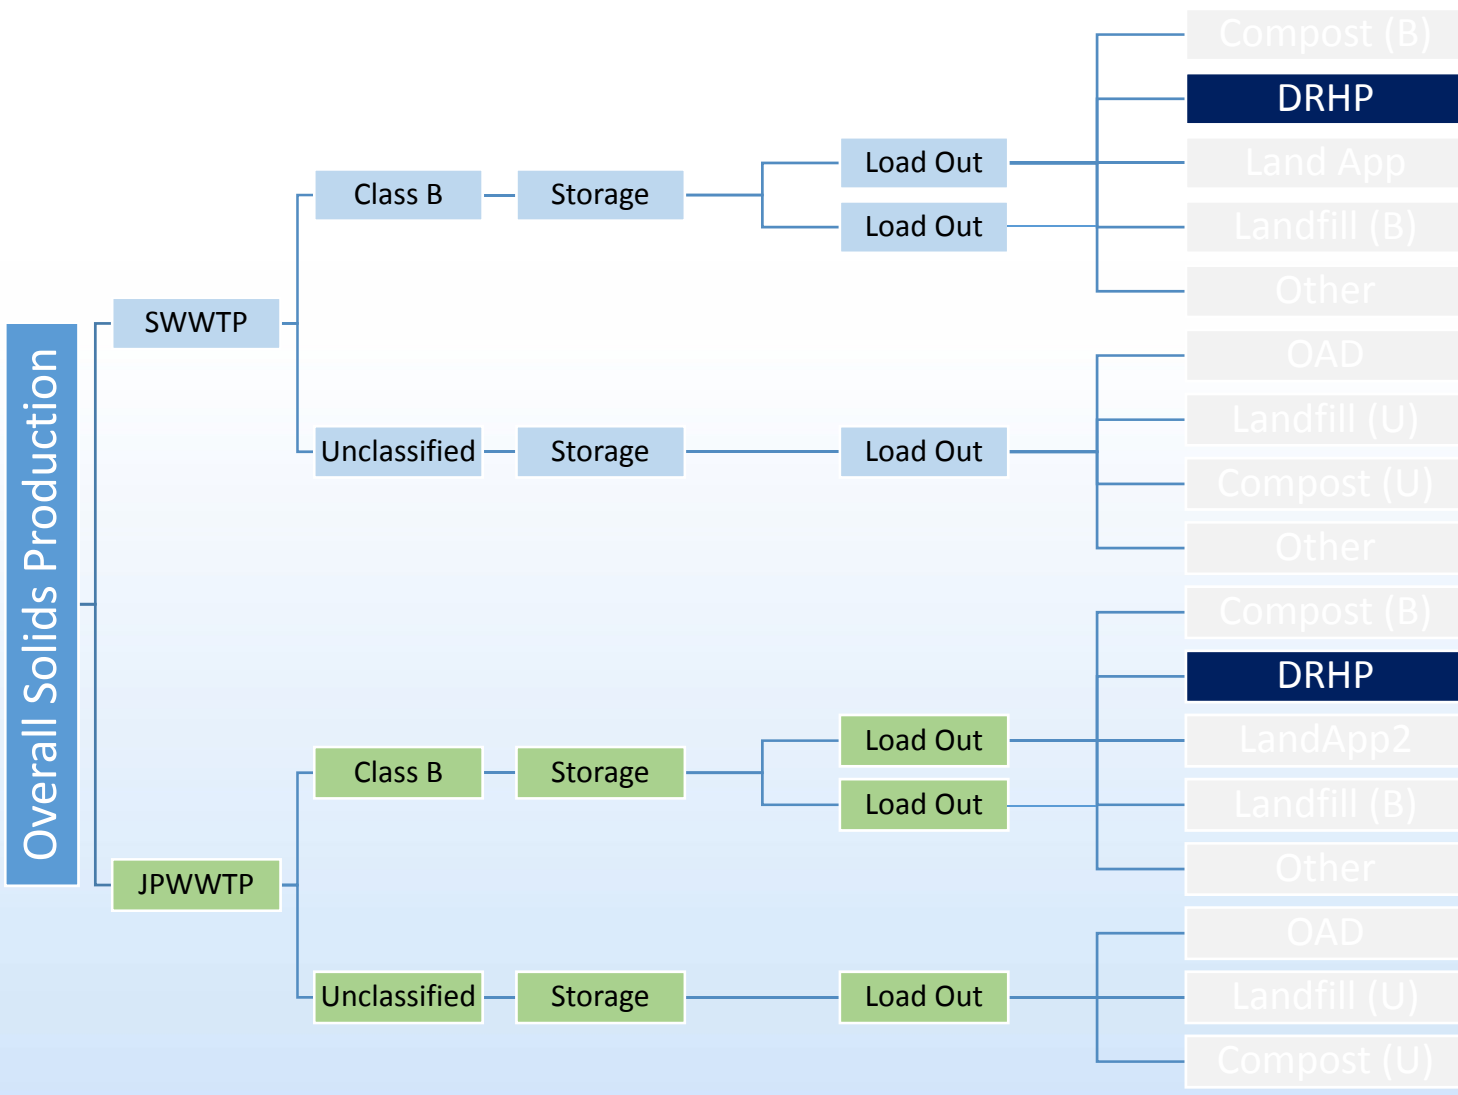 Overall Solids Production
SWWTP
Class B
Storage
Load Out
Load Out
Compost (B)
DRHP
Land App
Landfill (B)
Other
Unclassified
Storage
Load Out
OAD
Landfill (U)
Compost (U)
Other
JPWWTP
Class B
Storage
Load Out
Load Out
Compost (B)
DRHP
LandApp2
Landfill (B)
Other
Unclassified
Storage
Load Out
OAD
Landfill (U)
Compost (U)